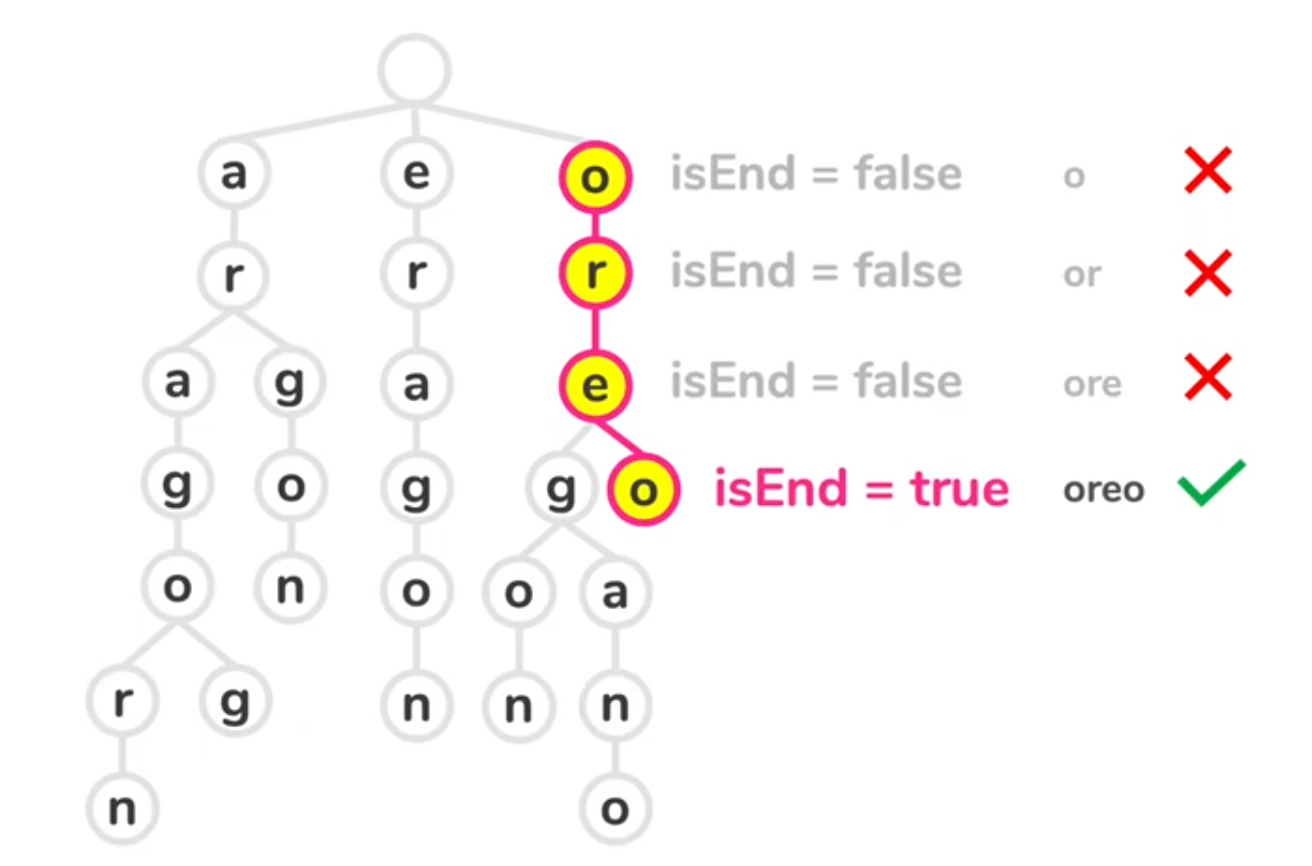 a e o isEnd = false o
r r r isEnd = false or
a g a e isEnd = false ore
g o g g o isEnd = true oreo
o n o o a
r g n n n
n o